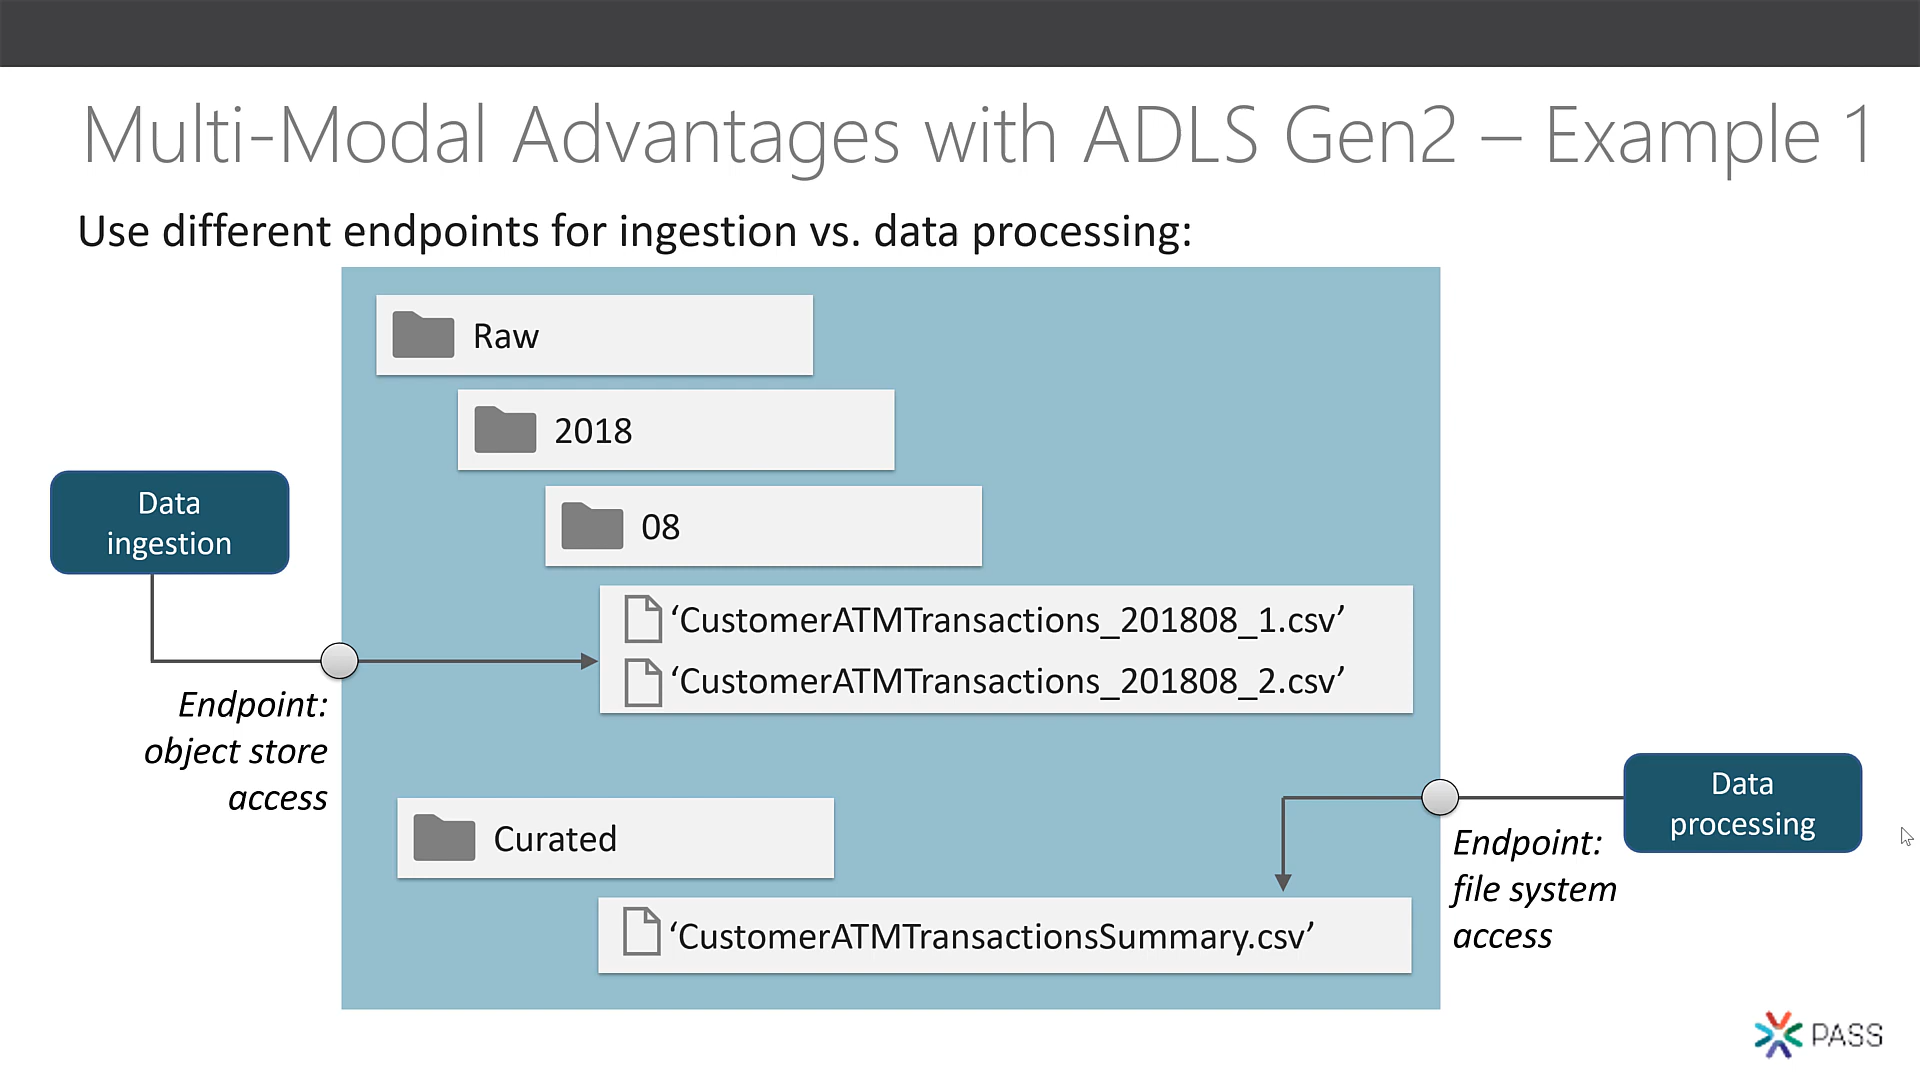 Multi-Modal Advantages with ADLS Gen2 – Example 1
Use different endpoints for ingestion vs. data processing:
Raw
2018
08
Data
ingestion
‘CustomerATMTransactions_201808_1.csv’
‘CustomerATMTransactions_201808_2.csv’
Endpoint:
object store
access
Curated
‘CustomerATMTransactionsSummary.csv’
Data
processing
Endpoint:
file system
access
PASS